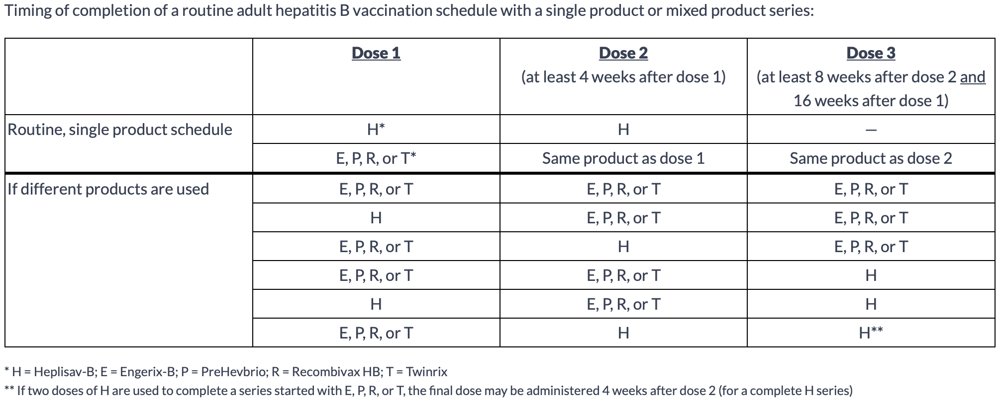 Timing of completion of a routine adult hepatitis B vaccination schedule with a single product or mixed product series:
Dose 1
Dose 2
Dose 3
(at least 4 weeks after dose 1)
(at least 8 weeks after dose 2 and
16 weeks after dose 1)
Routine, single product schedule
H*
H
—
E, P, R, or T*
Same product as dose 1
Same product as dose 2
If different products are used
E, P, R, or T
E, P, R, or T
E, P, R, or T
H
E, P, R, or T
E, P, R, or T
E, P, R, or T
H
E, P, R, or T
E, P, R, or T
E, P, R, or T
H
H
E, P, R, or T
H
E, P, R, or T
H
H**
* H = Heplisav-B; E = Engerix-B; P = PreHevbrio; R = Recombivax HB; T = Twinrix
** If two doses of H are used to complete a series started with E, P, R, or T, the final dose may be administered 4 weeks after dose 2 (for a complete H series)